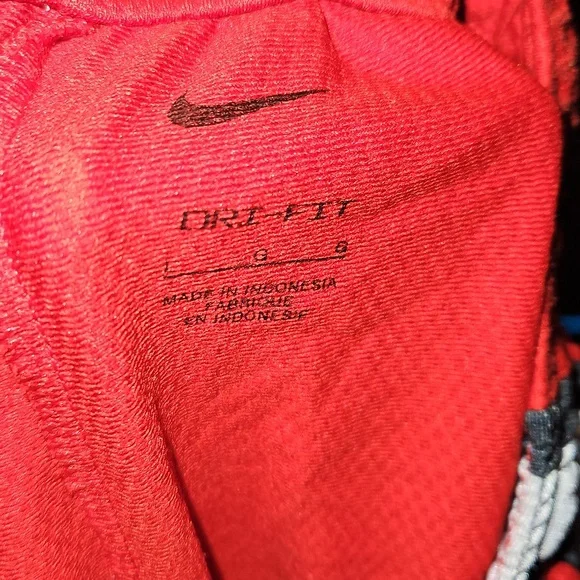 DRI-FIT
L G G
MADE IN INDONESIA
FABRIQUE
EN INDONESIE